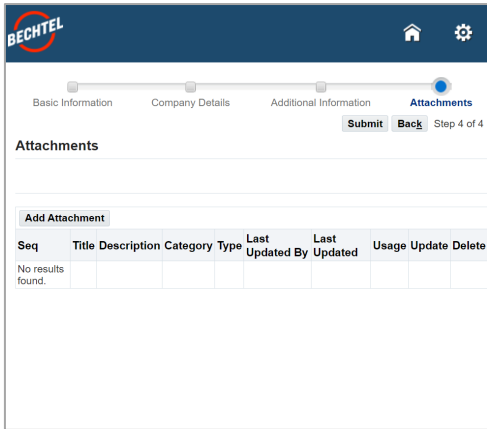 BECHTEL
Basic Information Company Details Additional Information Attachments
Submit Back Step 4 of 4
Attachments
Add Attachment
Seq Title Description Category Type Last Updated By Last Updated Usage Update Delete
No results found.